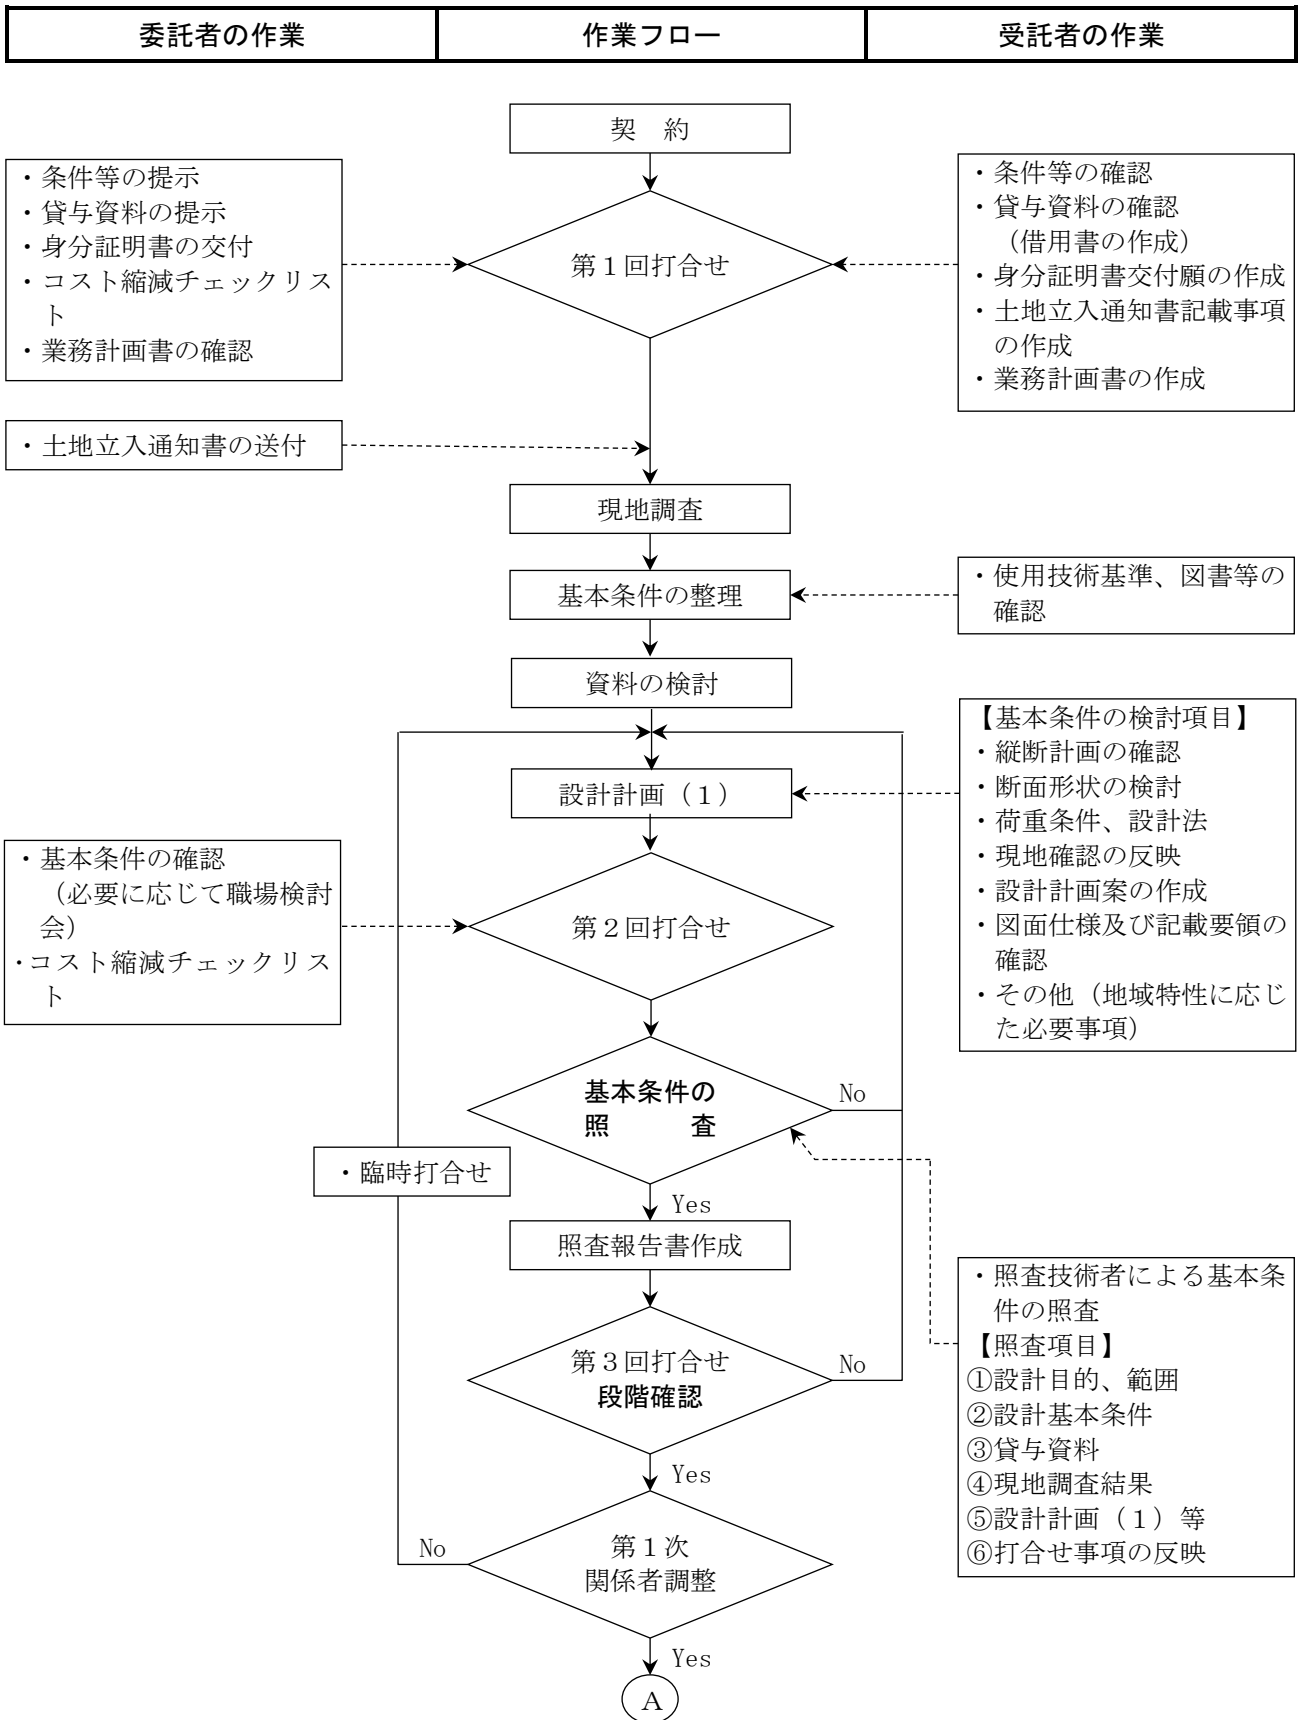 委託者の作業
作業フロー
受託者の作業
契　約
・条件等の提示
・貸与資料の提示
・身分証明書の交付
・コスト縮減チェックリス
ト
・業務計画書の確認
第１回打合せ
・条件等の確認
・貸与資料の確認
（借用書の作成）
・身分証明書交付願の作成
・土地立入通知書記載事項
の作成
・業務計画書の作成
・土地立入通知書の送付
現地調査
基本条件の整理
・使用技術基準、図書等の
確認
資料の検討
設計計画（１）
【基本条件の検討項目】
・縦断計画の確認
・断面形状の検討
・荷重条件、設計法
・現地確認の反映
・設計計画案の作成
・図面仕様及び記載要領の
確認
・その他（地域特性に応じ
た必要事項）
・基本条件の確認
（必要に応じて職場検討
会）
・コスト縮減チェックリス
ト
第２回打合せ
基本条件の
照　　　査
No
・臨時打合せ
Yes
照査報告書作成
・照査技術者による基本条
件の照査
【照査項目】
①設計目的、範囲
②設計基本条件
③貸与資料
④現地調査結果
⑤設計計画（１）等
⑥打合せ事項の反映
第３回打合せ
段階確認
No
Yes
第１次
関係者調整
No
Yes
A